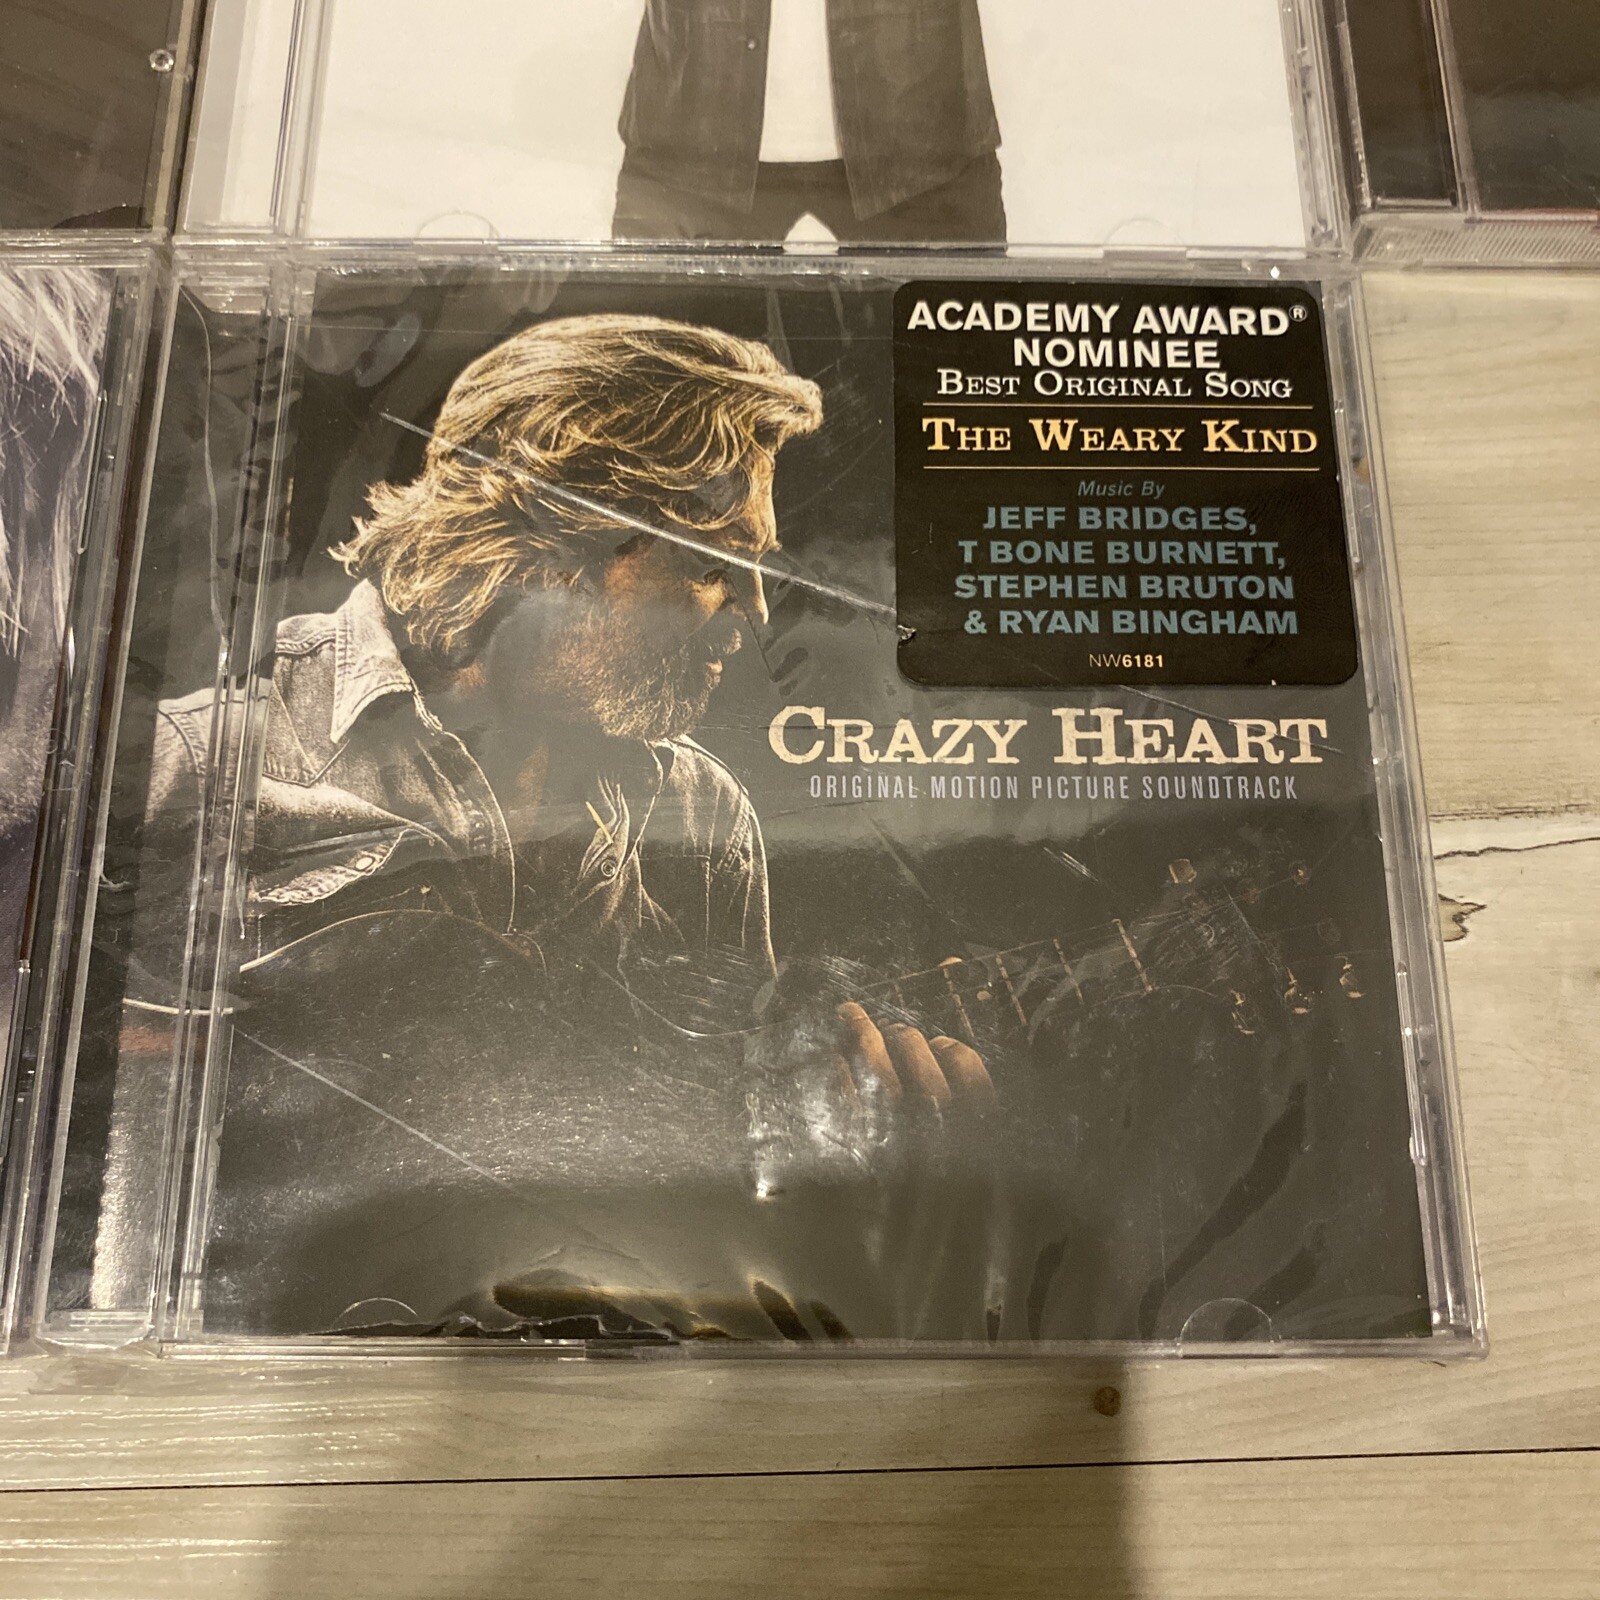 ACADEMY AWARD®
NOMINEE
BEST ORIGINAL SONG
THE WEARY KIND
Music By
JEFF BRIDGES,
T BONE BURNETT,
STEPHEN BRUTON
& RYAN BINGHAM
NW6181
CRAZY HEART
ORIGINAL MOTION PICTURE SOUNDTRACK